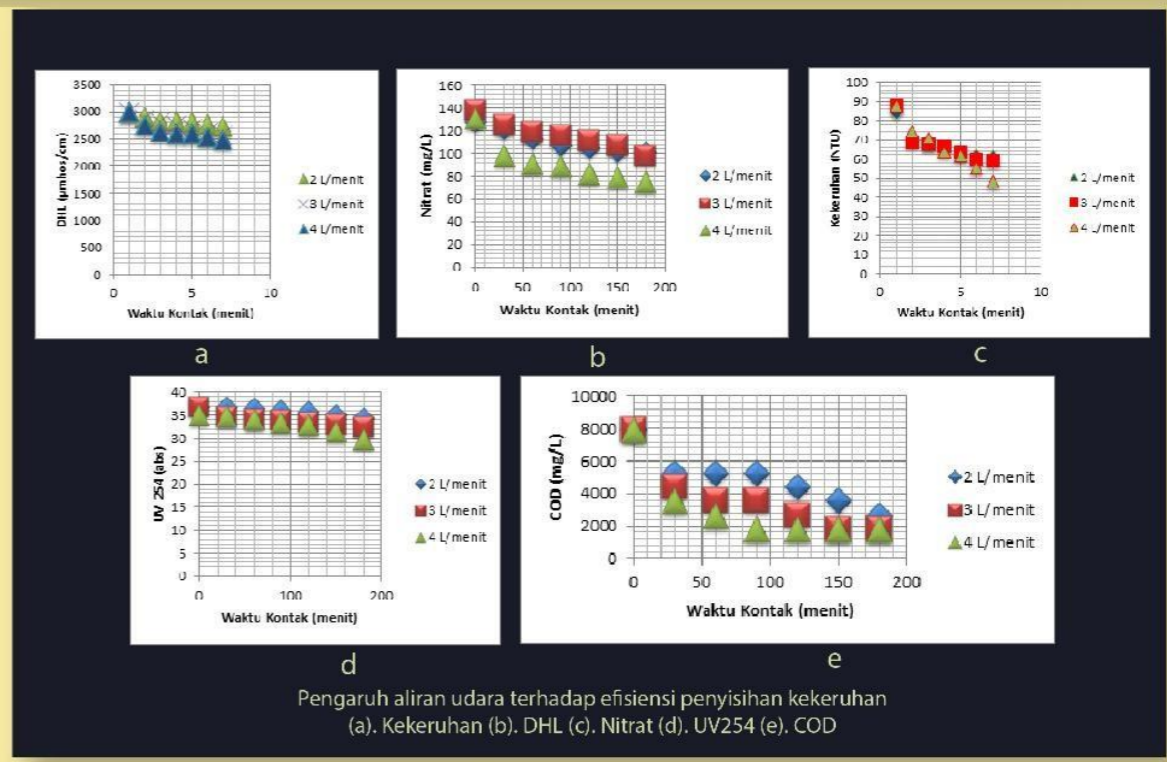 3500
3000
2500
2000
1500
1000
500
0
DHL (µmhos/cm)
0 5 10
Waktu Kontak (menit)
2 L/menit
3 L/menit
4 L/menit
a
160
140
120
100
80
60
40
20
0
Nitrat (mg/L)
0 50 100 150 200
Waktu Kontak (menit)
2 L/menit
3 L/menit
4 L/menit
b
100
90
80
70
60
50
40
30
20
10
0
Kekeruhan (NTU)
0 5 10
Waktu Kontak (menit)
2 L/menit
3 L/menit
4 L/menit
c
40
35
30
25
20
15
10
5
0
UV 254 (abs)
0 100 200
Waktu Kontak (menit)
2 L/menit
3 L/menit
4 L/menit
d
10000
8000
6000
4000
2000
0
COD (mg/L)
0 50 100 150 200
Waktu Kontak (menit)
2 L/menit
3 L/menit
4 L/menit
e
Pengaruh aliran udara terhadap efisiensi penyisihan kekeruhan
(a). Kekeruhan (b). DHL (c). Nitrat (d). UV254 (e). COD